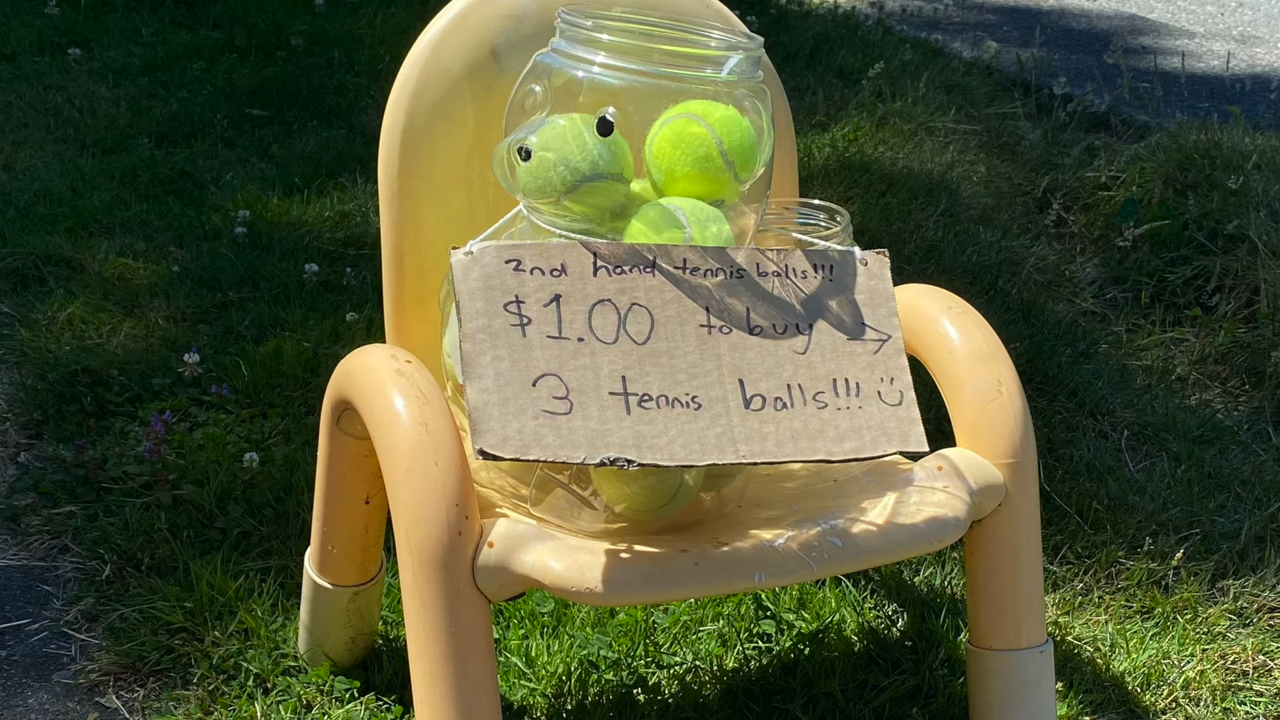 2nd hand tennis balls!!!
$1.00 to buy →
3 tennis balls!!! :)